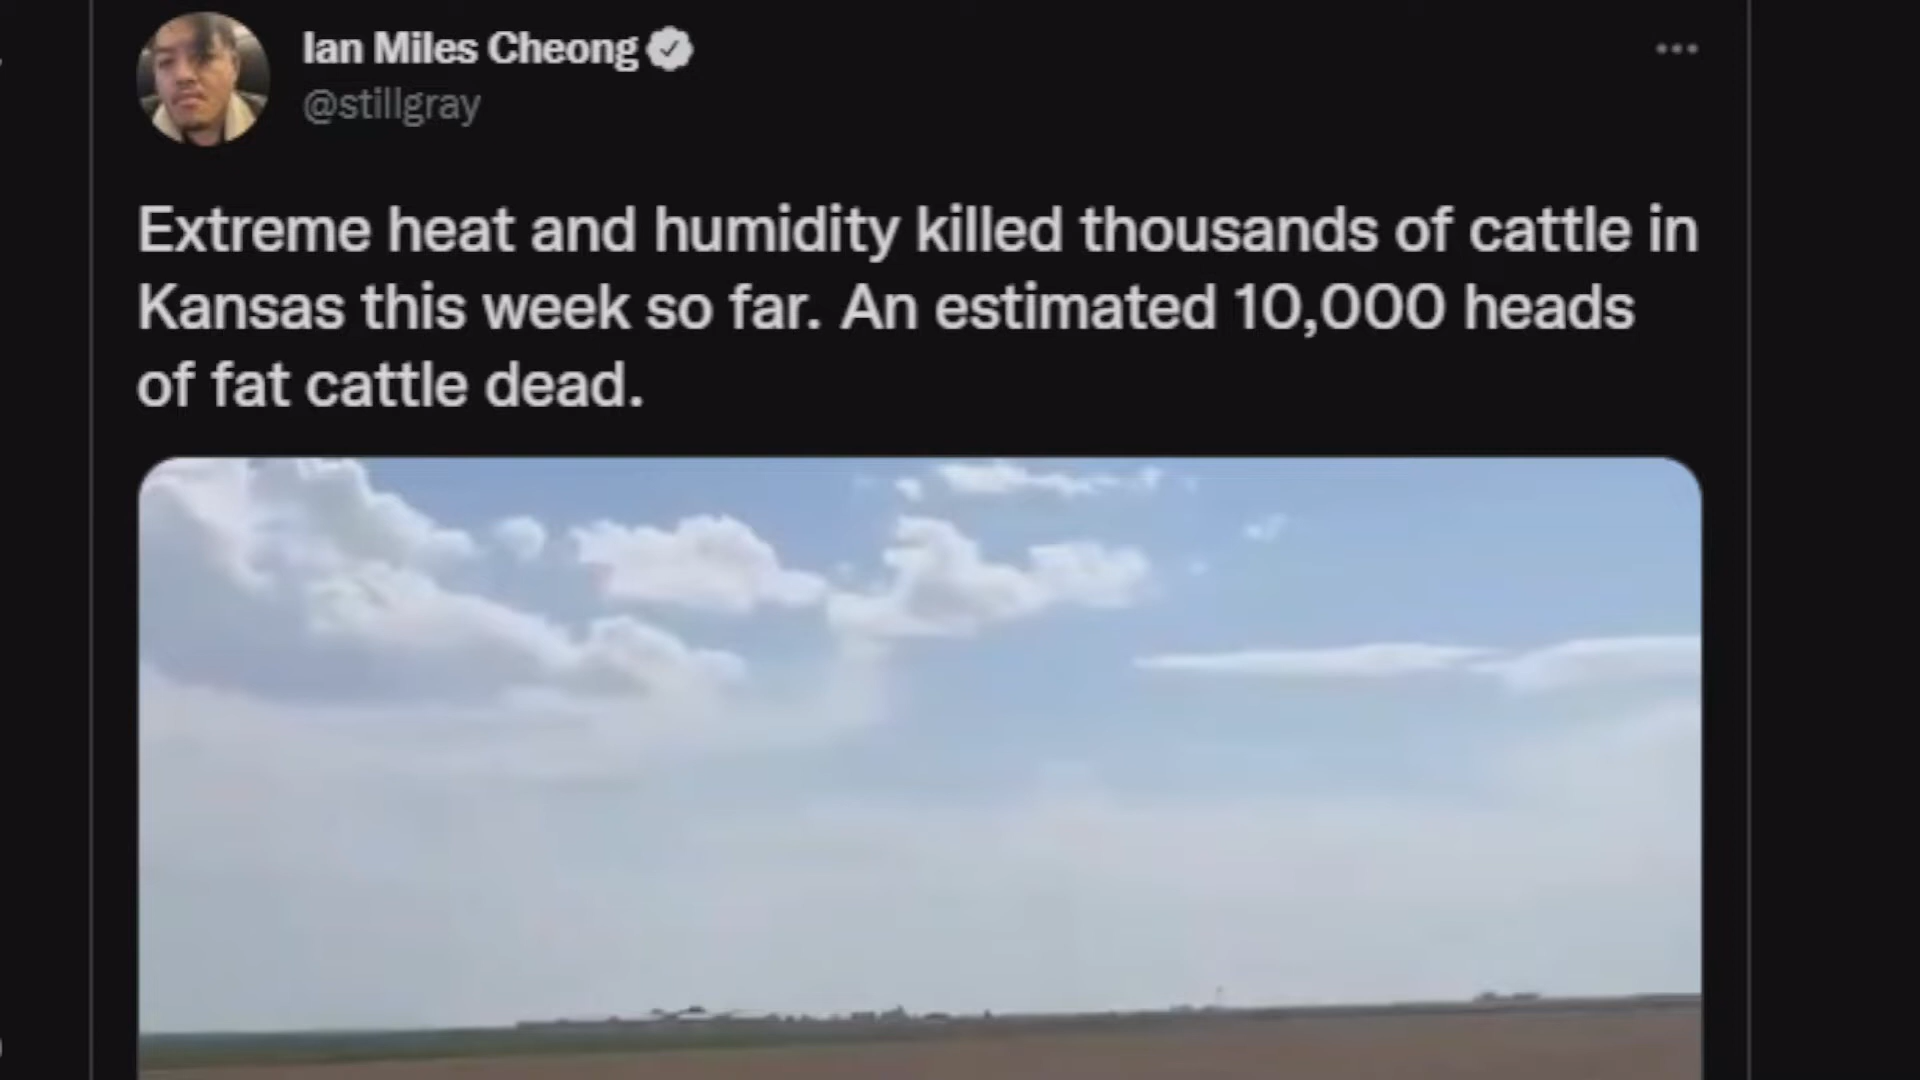 Ian Miles Cheong
@stillgray
Extreme heat and humidity killed thousands of cattle in
Kansas this week so far. An estimated 10,000 heads
of fat cattle dead.